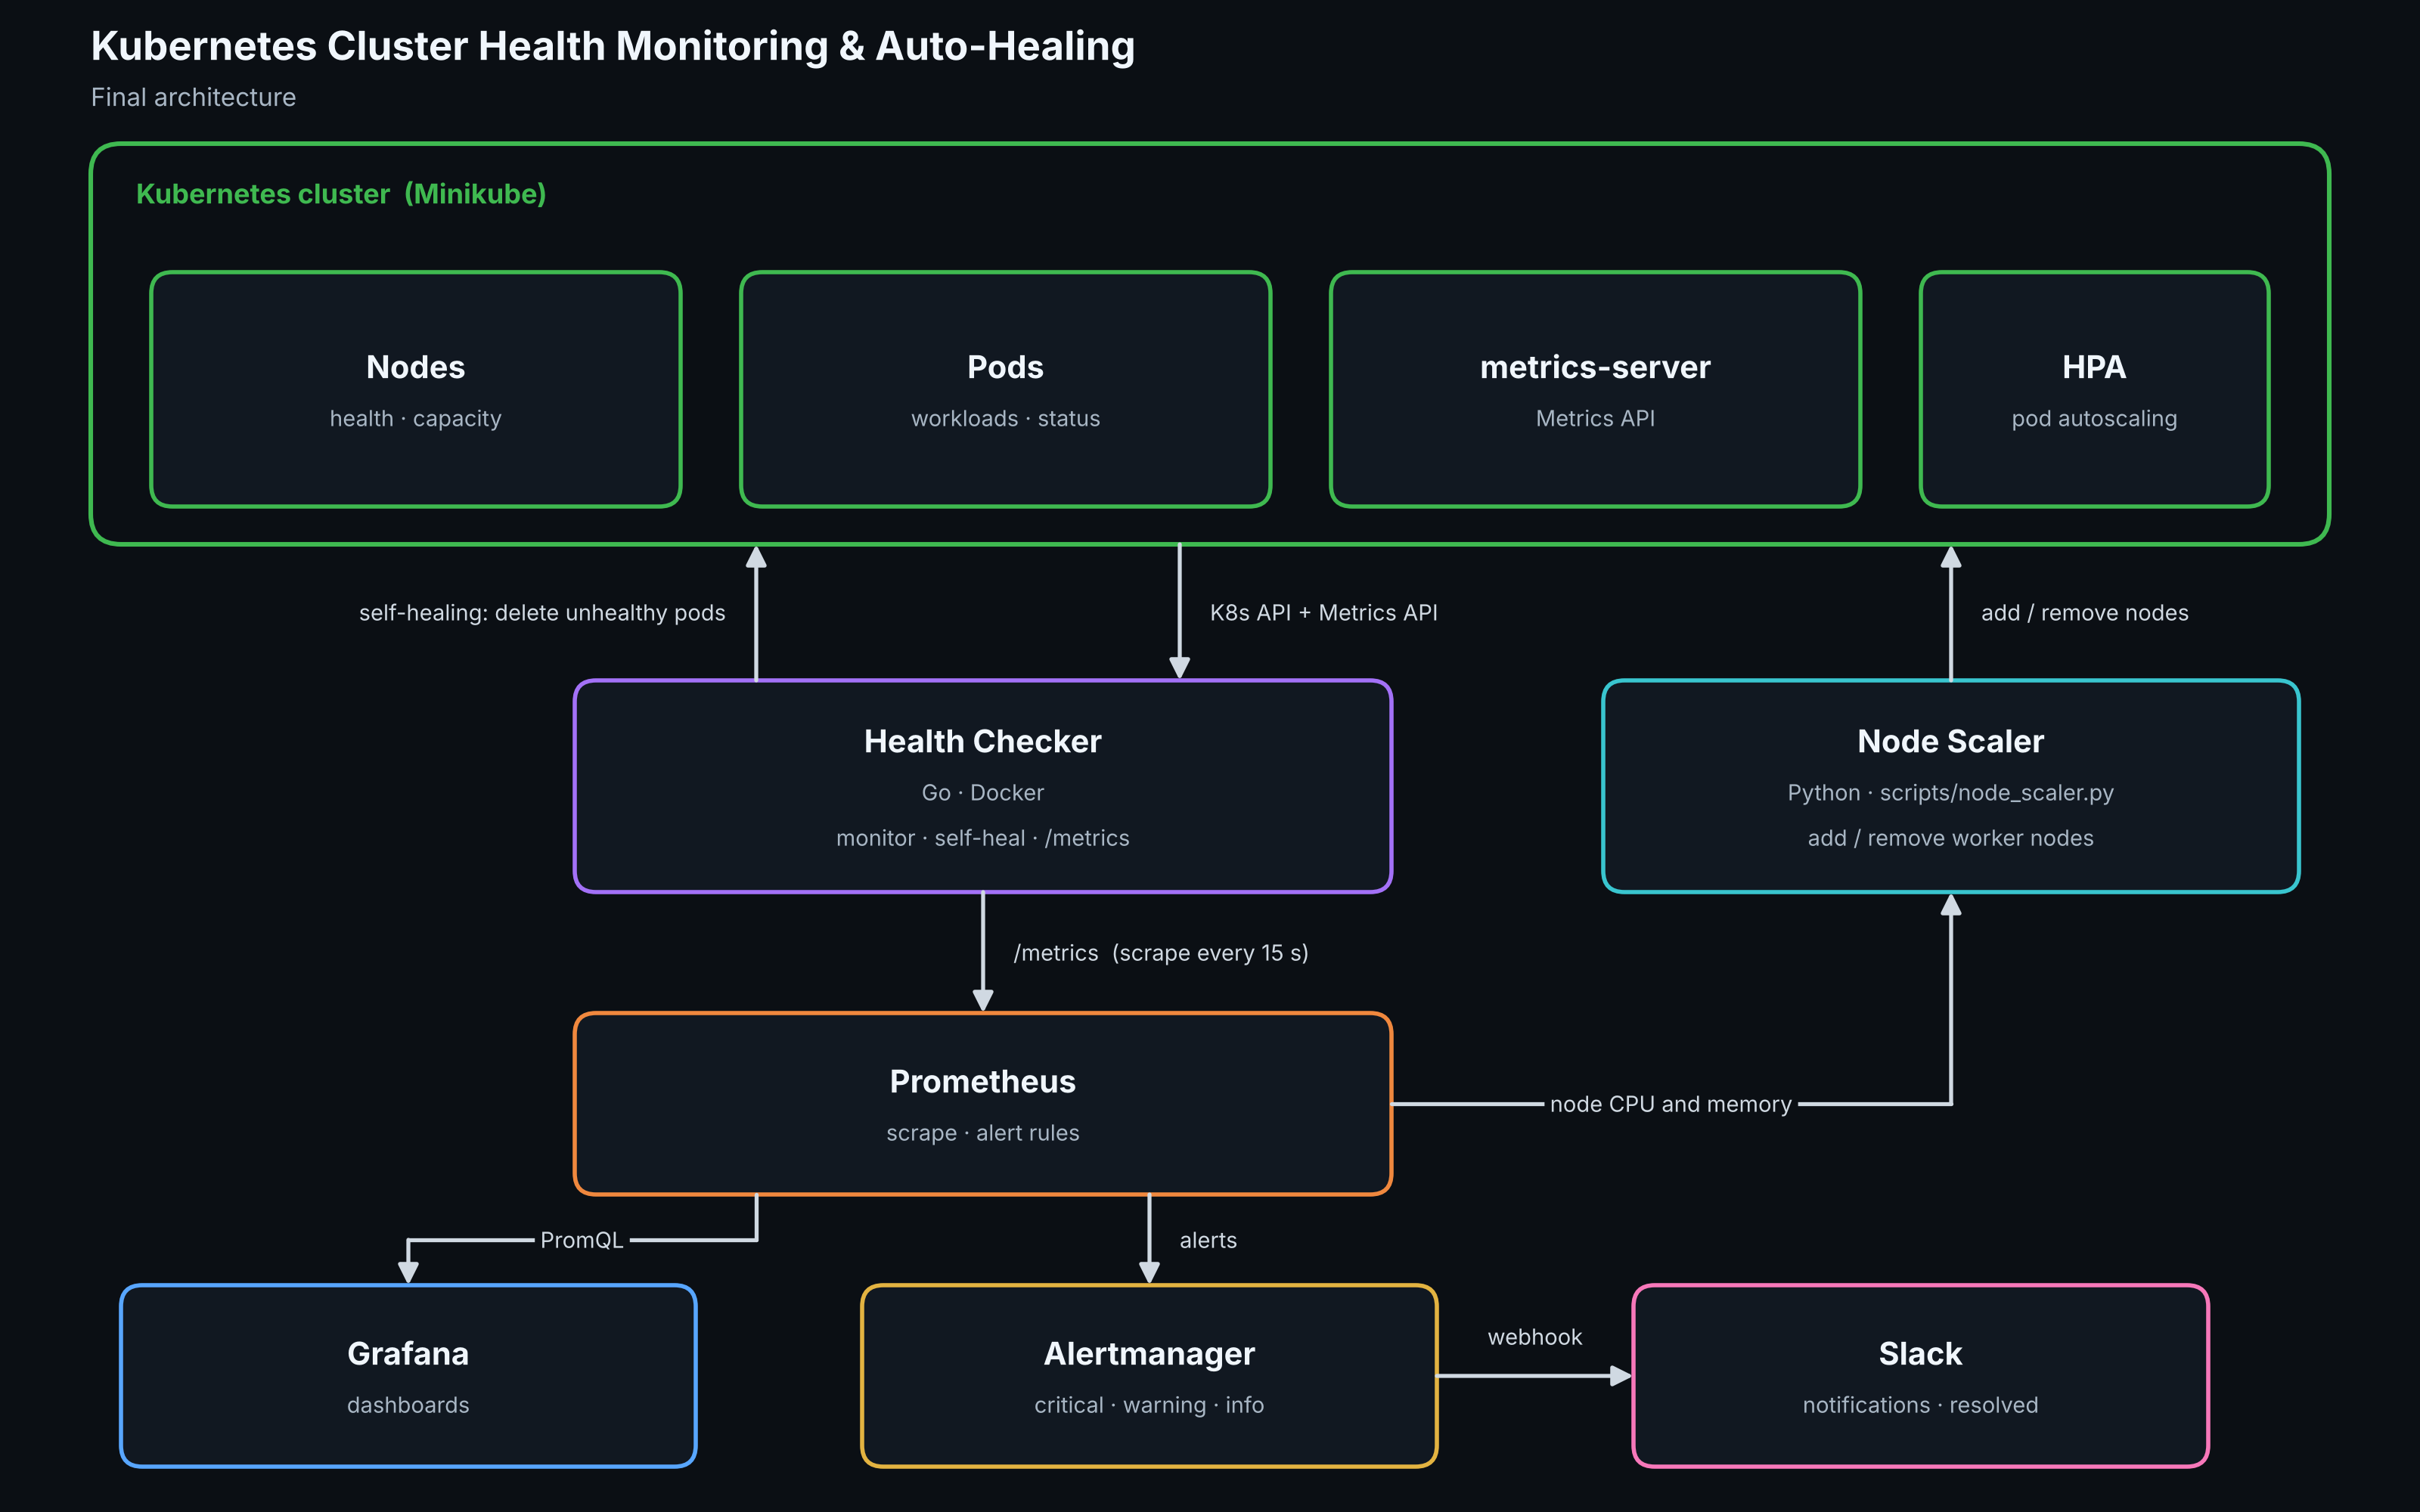 Kubernetes Cluster Health Monitoring & Auto-Healing
Final architecture
Kubernetes cluster (Minikube)
Nodes
health · capacity
Pods
workloads · status
metrics-server
Metrics API
HPA
pod autoscaling
self-healing: delete unhealthy pods
K8s API + Metrics API
add / remove nodes
Health Checker
Go · Docker
monitor · self-heal · /metrics
Node Scaler
Python · scripts/node_scaler.py
add / remove worker nodes
/metrics (scrape every 15 s)
Prometheus
scrape · alert rules
node CPU and memory
PromQL
alerts
Grafana
dashboards
Alertmanager
critical · warning · info
webhook
Slack
notifications · resolved